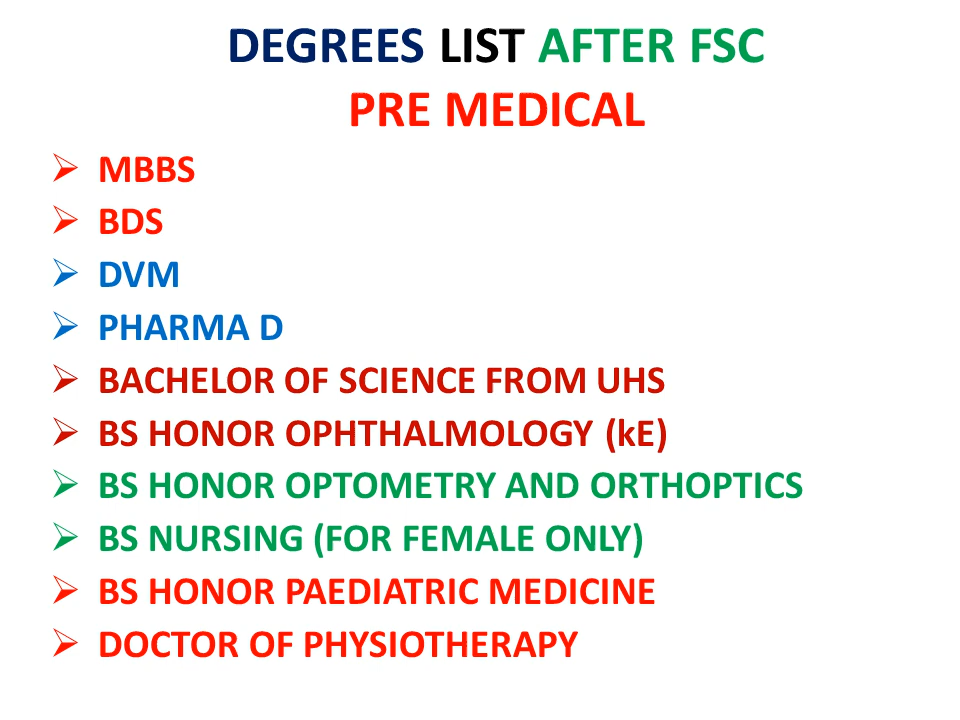 DEGREES LIST AFTER FSC
PRE MEDICAL
MBBS
BDS
DVM
PHARMA D
BACHELOR OF SCIENCE FROM UHS
BS HONOR OPHTHALMOLOGY (kE)
BS HONOR OPTOMETRY AND ORTHOPTICS
BS NURSING (FOR FEMALE ONLY)
BS HONOR PAEDIATRIC MEDICINE
DOCTOR OF PHYSIOTHERAPY